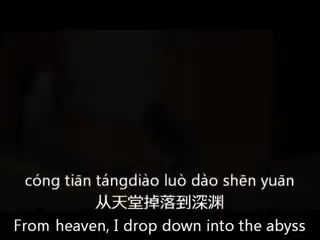 cóng tiān tángdiào luò dào shēn yuān
从天堂掉落到深渊
From heaven, I drop down into the abyss